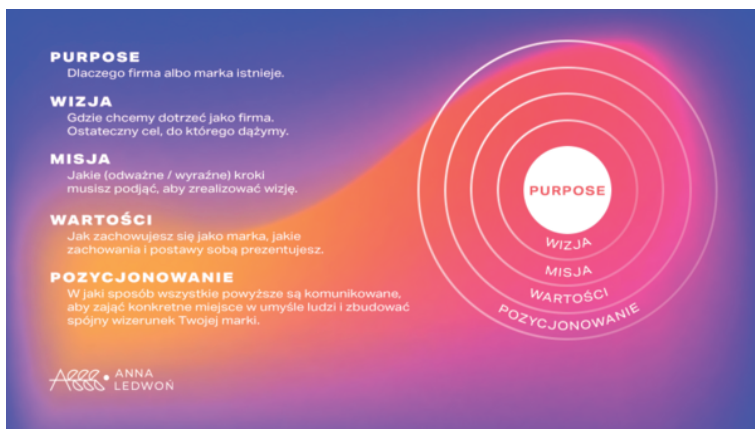 PURPOSE
Dlaczego firma albo marka istnieje.
WIZJA
Gdzie chcemy dotrzeć jako firma.
Ostateczny cel, do którego dążymy.
MISJA
Jakie (odważne / wyraźne) kroki
musisz podjąć, aby zrealizować wizję.
WARTOŚCI
Jak zachowujesz się jako marka, jakie
zachowania i postawy sobą prezentujesz.
POZYCJONOWANIE
W jaki sposób wszystkie powyższe są komunikowane,
aby zająć konkretne miejsce w umyśle ludzi i zbudować
spójny wizerunek Twojej marki.
ANNA
LEDWOŃ
PURPOSE
WIZJA
MISJA
WARTOŚCI
POZYCJONOWANIE